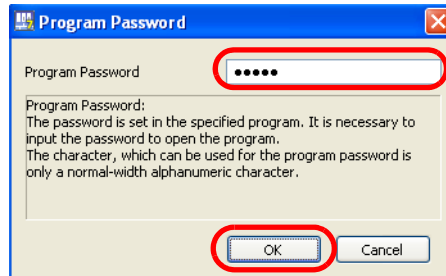 Program Password
Program Password
●●●●●
Program Password:
The password is set in the specified program. It is necessary to
input the password to open the program.
The character, which can be used for the program password is
only a normal-width alphanumeric character.
OK
Cancel